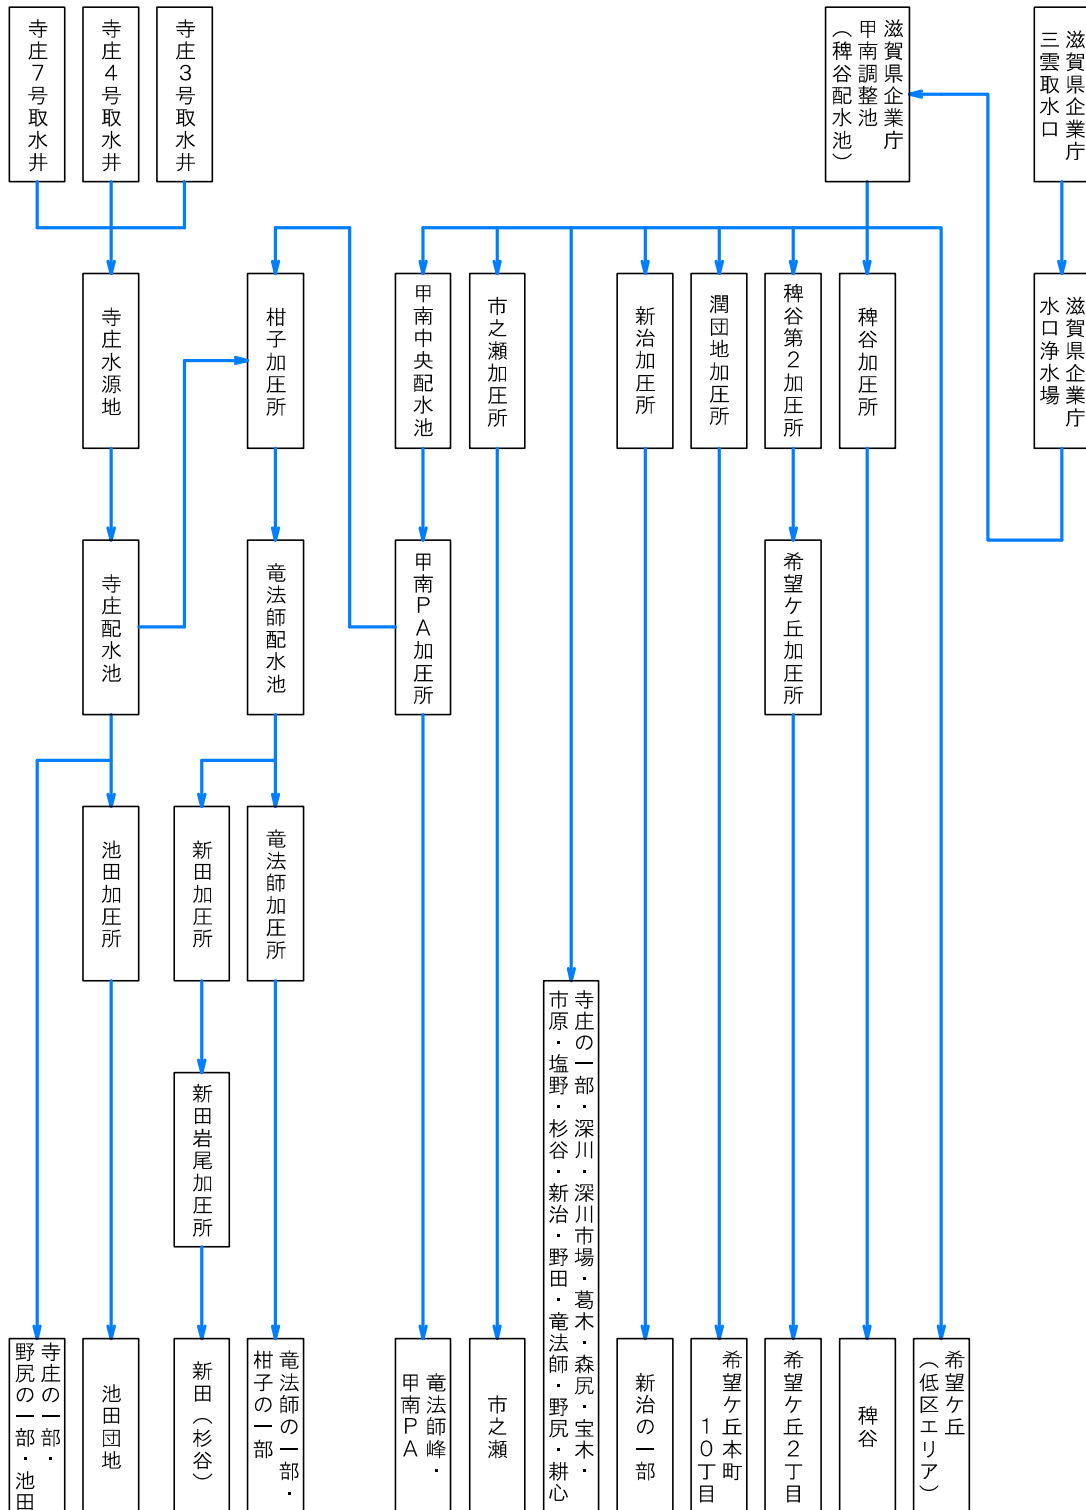 滋賀県企業庁
三雲取水口
滋賀県企業庁
甲南調整池
（稗谷配水池）
寺庄３号取水井
寺庄４号取水井
寺庄７号取水井
滋賀県企業庁
水口浄水場
稗谷加圧所
稗谷第２加圧所
潤団地加圧所
新治加圧所
市之瀬加圧所
甲南中央配水池
柑子加圧所
寺庄水源地
希望ケ丘加圧所
甲南ＰＡ加圧所
竜法師配水池
寺庄配水池
竜法師加圧所
新田加圧所
池田加圧所
新田岩尾加圧所
希望ケ丘
（低区エリア）
稗谷
希望ケ丘２丁目
希望ケ丘本町
１０丁目
新治の一部
寺庄の一部・深川・深川市場・葛木・森尻・宝木・
市原・塩野・杉谷・新治・野田・竜法師・野尻・耕心
市之瀬
竜法師峰・
甲南ＰＡ
竜法師の一部・
柑子の一部
新田（杉谷）
池田団地
寺庄の一部・
野尻の一部・池田